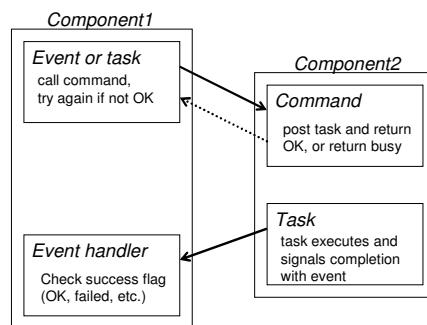 Component1
Event or task
call command,
try again if not OK
Component2
Command
post task and return
OK, or return busy
Event handler
Check success flag
(OK, failed, etc.)
Task
task executes and
signals completion
with event